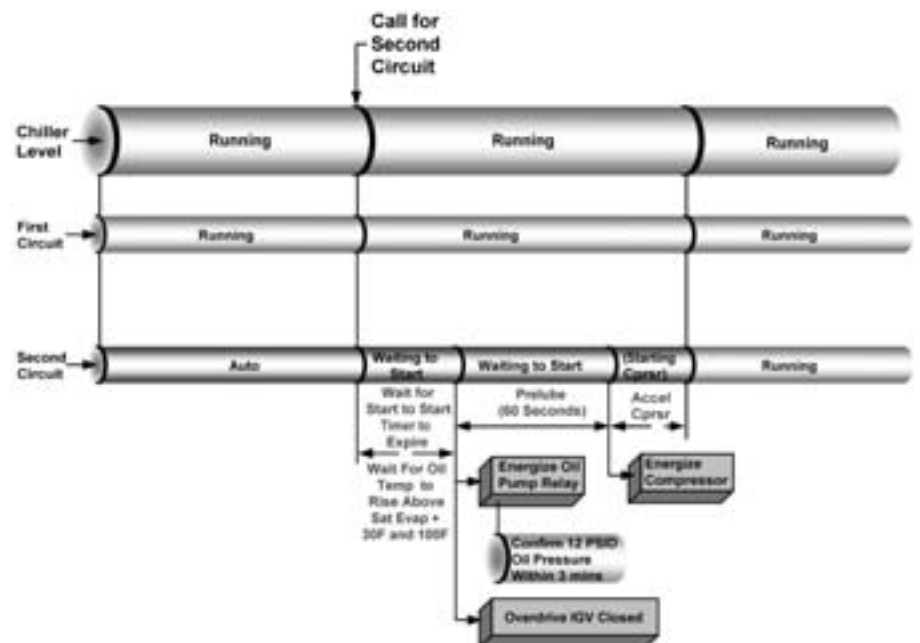 Call for
Second
Circuit
Chiller
Level
Running
Running
Running
First
Circuit
Running
Running
Running
Second
Circuit
Auto
Waiting to
Start
Waiting to Start
(Starting
Cprsr)
Running
Wait for
Start to Start
Timer to
Expire
Prelube
(60 Seconds)
Accel
Cprsr
Wait For Oil
Temp to
Rise Above
Sat Evap +
30F and 100F
Energize Oil
Pump Relay
Energize
Compressor
Confirm 12 PSID
Oil Pressure
Within 3 mins
Overdrive IGV Closed